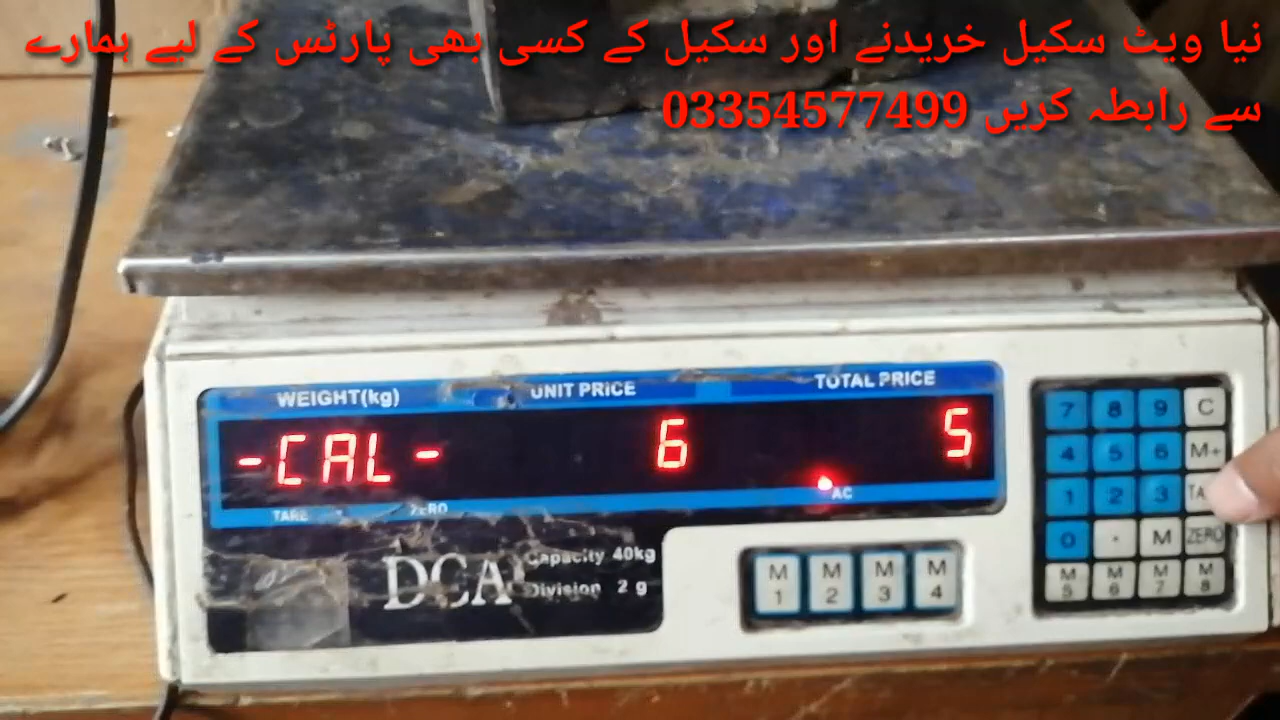 نیا ویٹ سکیل خریدنے اور سکیل کے کسی بھی پارٹس کے لیے ہمارے
سے رابطہ کریں 03354577499
WEIGHT(kg) UNIT PRICE TOTAL PRICE
-CAL- 6 5
TARE ZERO AC
DCA
Capacity 40kg
Division 2 g
7 8 9 C
4 5 6 M+
1 2 3
0 . M ZERO
M 5 M 6 M 7 M 8
M 1 M 2 M 3 M 4